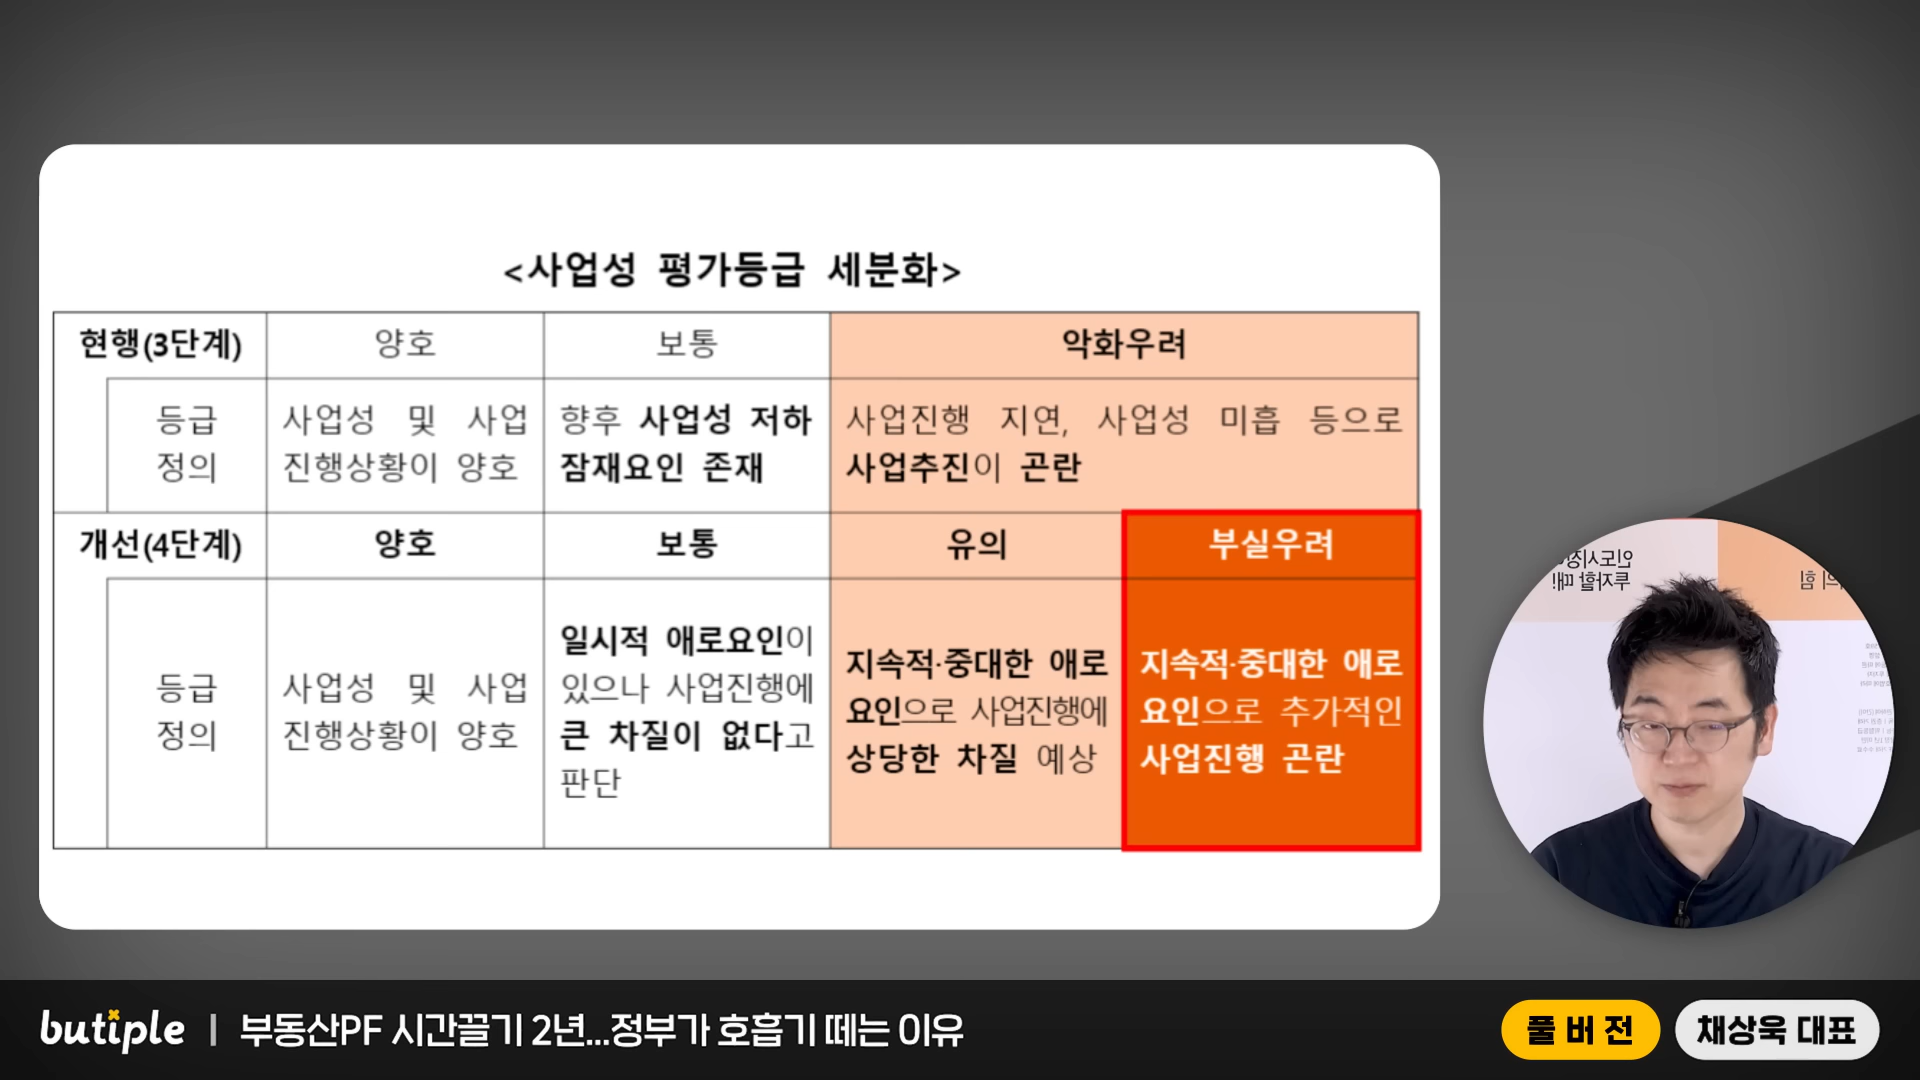 <사업성 평가등급 세분화>
현행(3단계) 양호 보통 악화우려
등급 정의
사업성 및 사업
진행상황이 양호
향후 사업성 저하
잠재요인 존재
사업진행 지연, 사업성 미흡 등으로
사업추진이 곤란
개선(4단계) 양호 보통 유의 부실우려
등급
정의
사업성 및 사업
진행상황이 양호
일시적 애로요인이
있으나 사업진행에
큰 차질이 없다고
판단
지속적·중대한 애로
요인으로 사업진행에
상당한 차질 예상
지속적·중대한 애로
요인으로 추가적인
사업진행 곤란
투자할 때!
butiple | 부동산PF 시간끌기 2년...정부가 호흡기 떼는 이유
풀버전
채상욱 대표